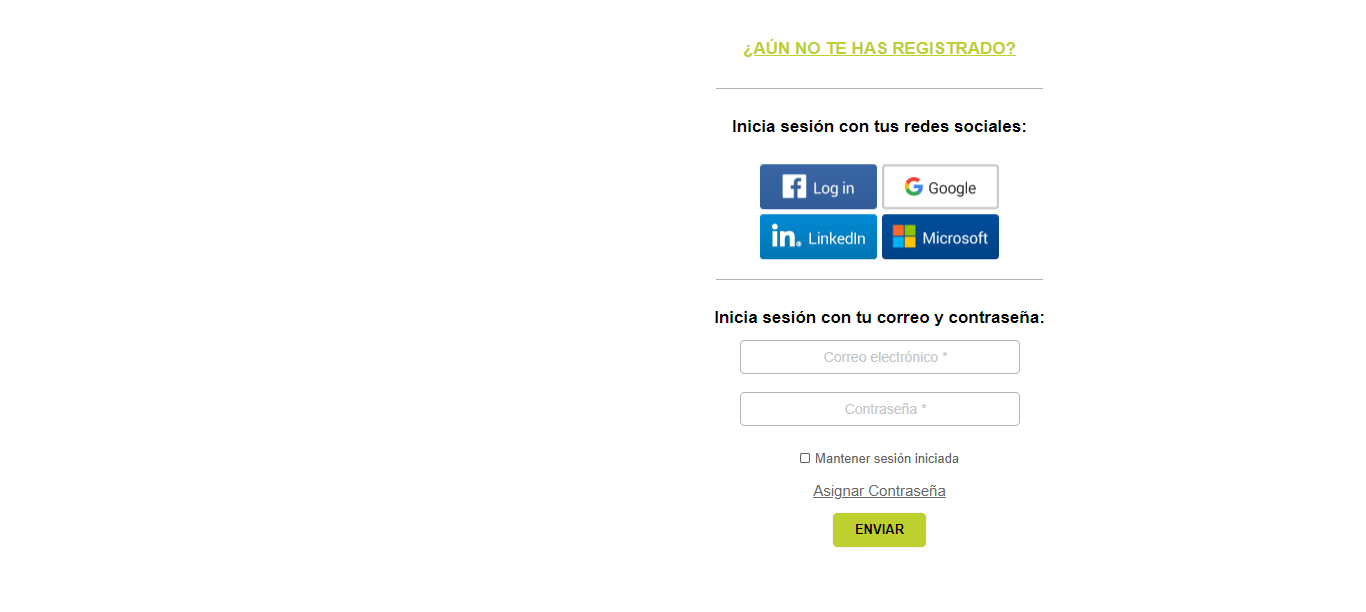 ¿AÚN NO TE HAS REGISTRADO?
Inicia sesión con tus redes sociales:
Log in
Google
in. LinkedIn
Microsoft
Inicia sesión con tu correo y contraseña:
Correo electrónico *
Contraseña *
Mantener sesión iniciada
Asignar Contraseña
ENVIAR